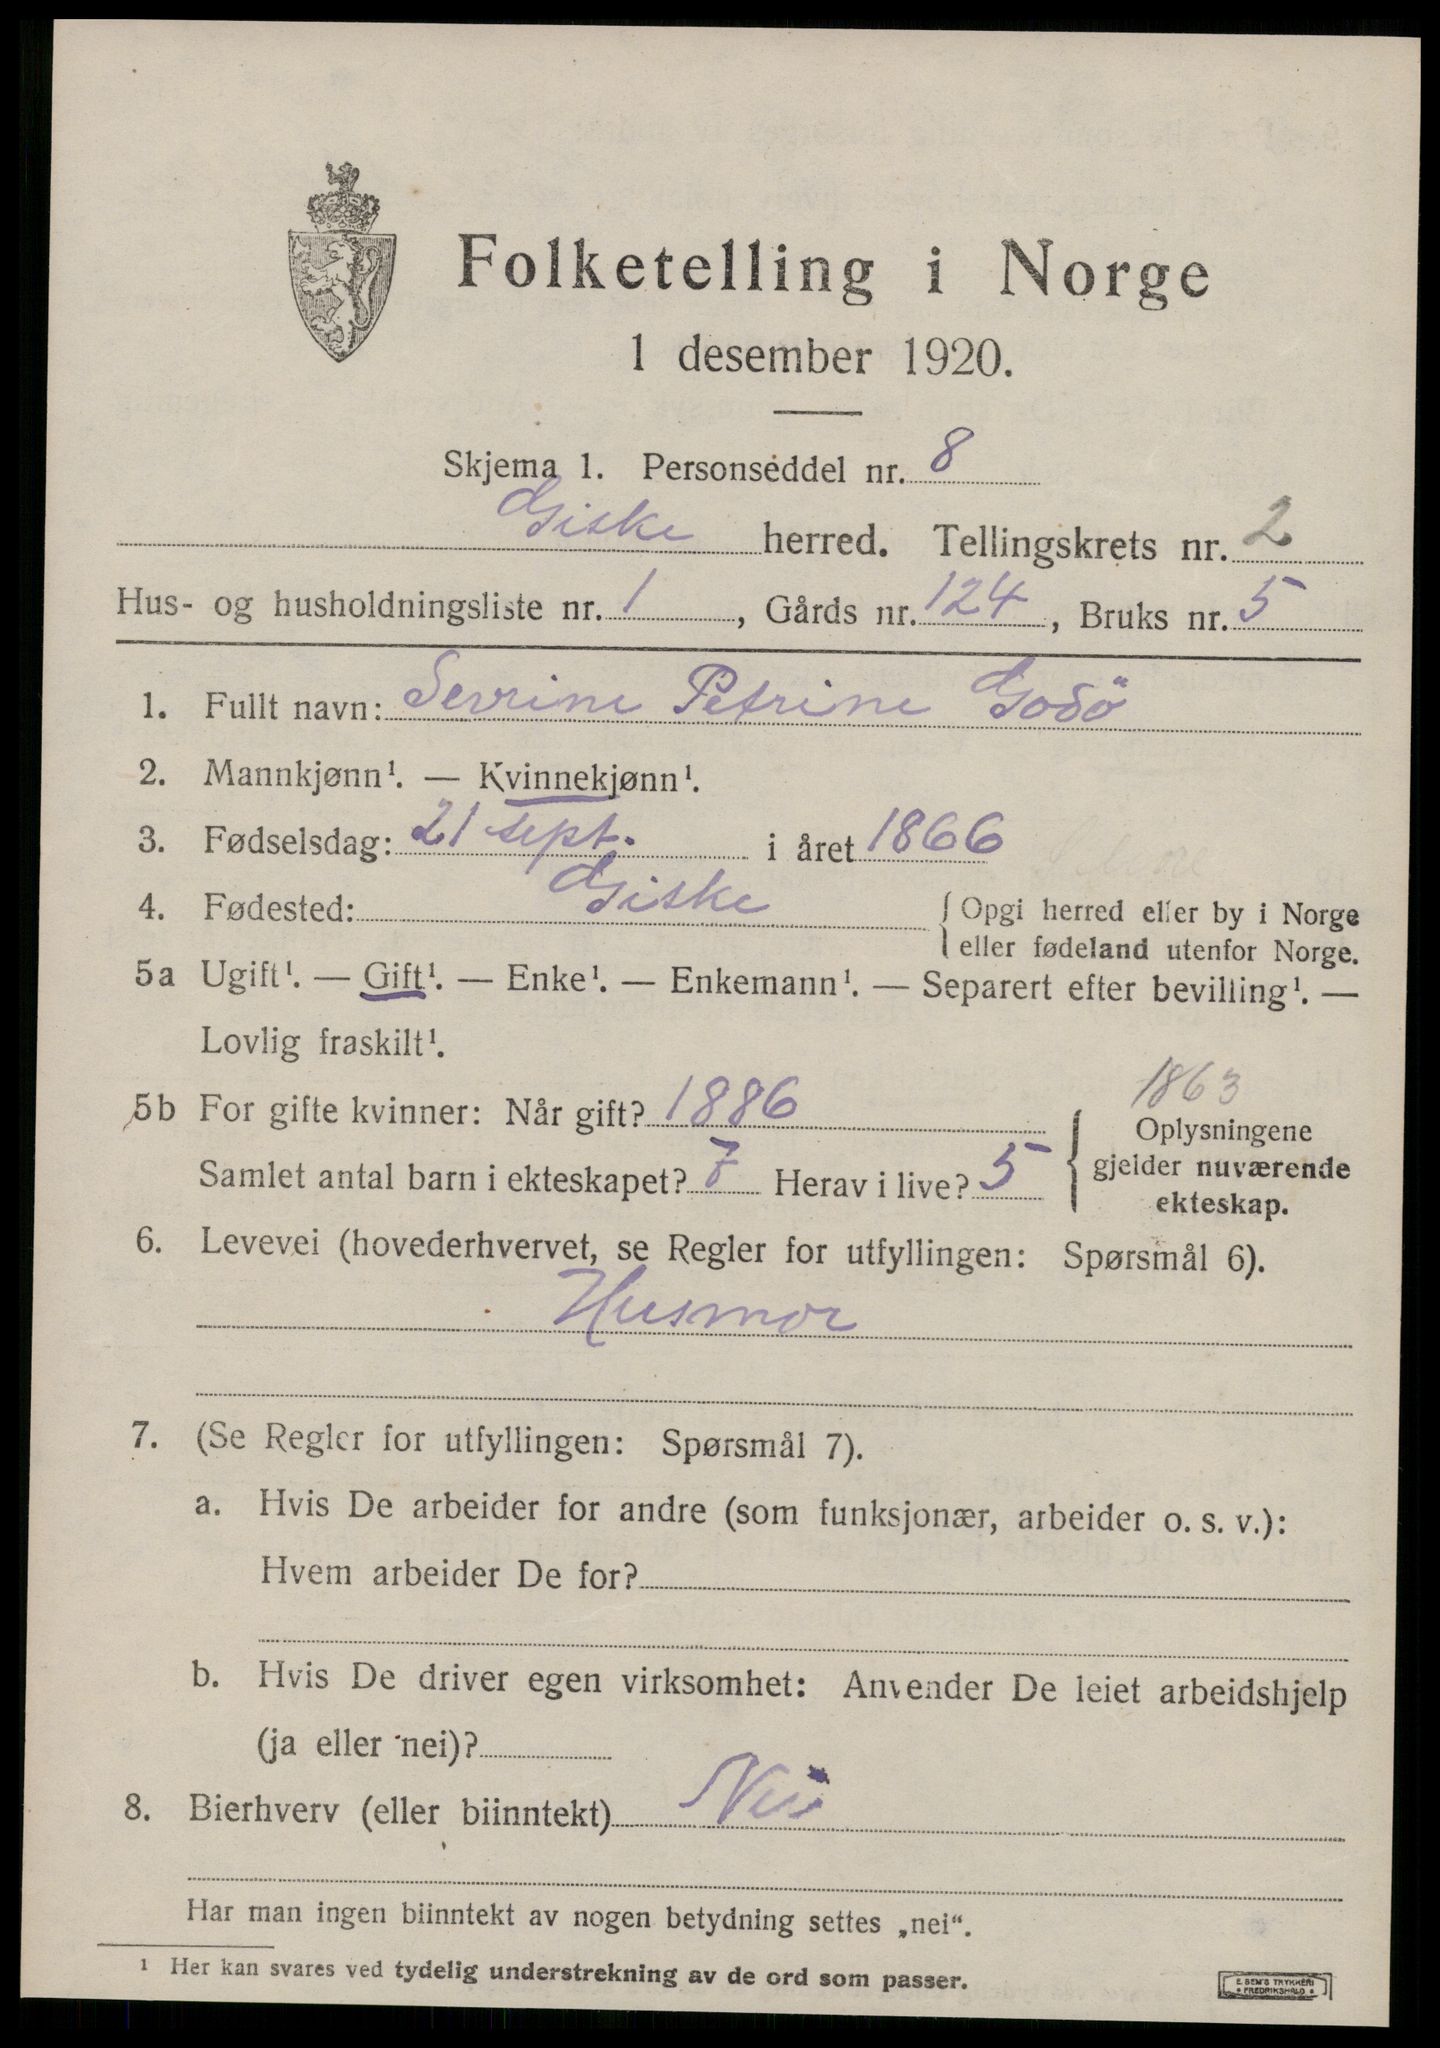 Folketelling i Norge
1 desember 1920.
Skjema 1. Personseddel nr. 8
Giske herred. Tellingskrets nr. 2
Hus- og husholdningsliste nr. 1, Gårds nr. 124, Bruks nr. 5
1. Fullt navn: Sevrine Petrine Godö
2. Mannkjønn¹. — Kvinnekjønn¹.
3. Fødselsdag: 21 sept. i året 1866
4. Fødested: Giske { Opgi herred eller by i Norge
eller fødeland utenfor Norge.
5a Ugift¹. — Gift¹. — Enke¹. — Enkemann¹. — Separert efter bevilling¹. —
Lovlig fraskilt¹.
1863
5b For gifte kvinner: Når gift? 1886
Samlet antal barn i ekteskapet? 7 Herav i live? 5
{ Oplysningene
gjelder nuværende
ekteskap.
6. Levevei (hovederhvervet, se Regler for utfyllingen: Spørsmål 6).
Husmor
7. (Se Regler for utfyllingen: Spørsmål 7).
a. Hvis De arbeider for andre (som funksjonær, arbeider o. s. v.):
Hvem arbeider De for?
b. Hvis De driver egen virksomhet: Anvender De leiet arbeidshjelp
(ja eller nei)?
8. Bierhverv (eller biinntekt) Nei
Har man ingen biinntekt av nogen betydning settes „nei“.
¹ Her kan svares ved tydelig understrekning av de ord som passer.
E. SEM'S TRYKKERI
FREDRIKSHALD